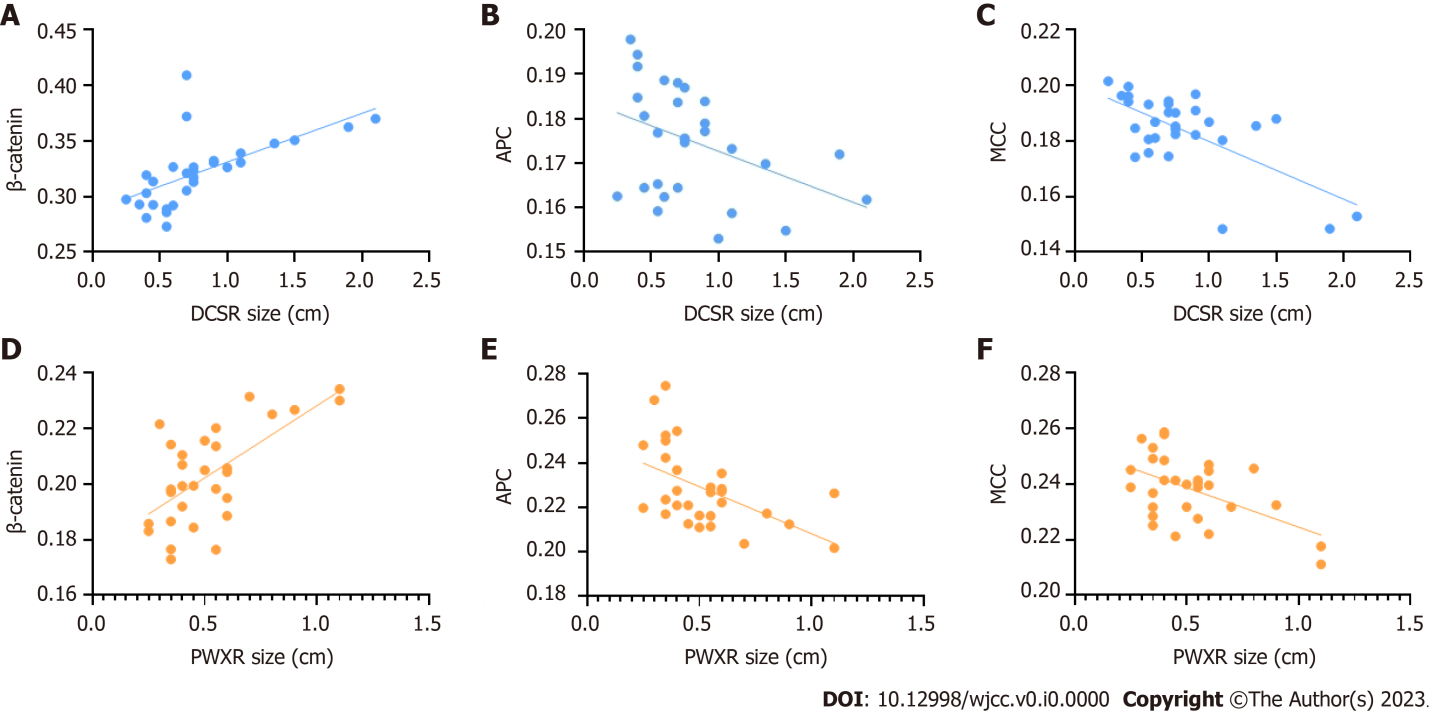 A
B
C
0.45
0.40
0.35
0.30
0.25
β-catenin
0.0 0.5 1.0 1.5 2.0 2.5
DCSR size (cm)
0.20
0.19
0.18
0.17
0.16
0.15
APC
0.0 0.5 1.0 1.5 2.0 2.5
DCSR size (cm)
0.22
0.20
0.18
0.16
0.14
MCC
0.0 0.5 1.0 1.5 2.0 2.5
DCSR size (cm)
D
E
F
0.24
0.22
0.20
0.18
0.16
β-catenin
0.0 0.5 1.0 1.5
PWXR size (cm)
0.28
0.26
0.24
0.22
0.20
0.18
APC
0.0 0.5 1.0 1.5
PWXR size (cm)
0.28
0.26
0.24
0.22
0.20
MCC
0.0 0.5 1.0 1.5
PWXR size (cm)
DOI: 10.12998/wjcc.v0.i0.0000 Copyright ©The Author(s) 2023.